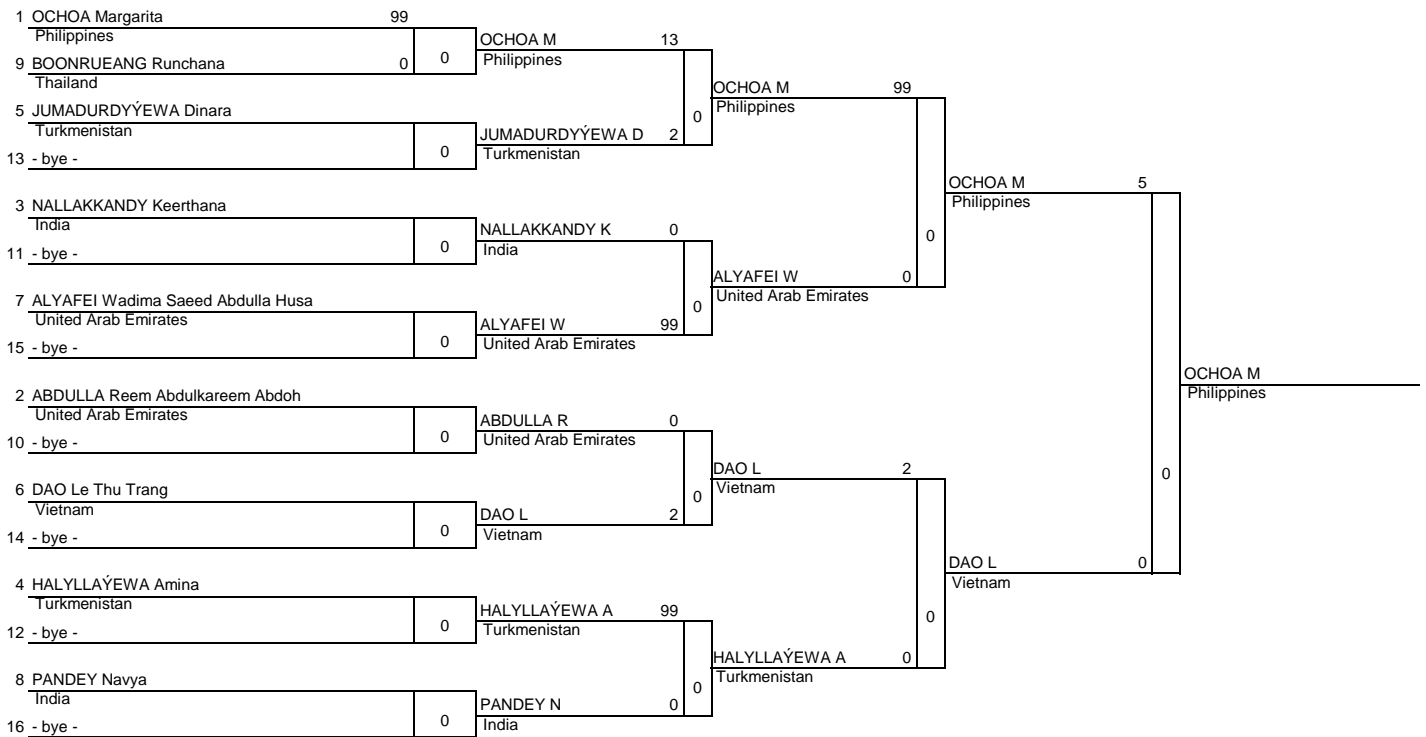 1 OCHOA Margarita 99
Philippines
9 BOONRUEANG Runchana 0
Thailand
0
5 JUMADURDYÝEWA Dinara
Turkmenistan
13 - bye -
0
3 NALLAKKANDY Keerthana
India
11 - bye -
0
7 ALYAFEI Wadima Saeed Abdulla Husa
United Arab Emirates
15 - bye -
0
2 ABDULLA Reem Abdulkareem Abdoh
United Arab Emirates
10 - bye -
0
6 DAO Le Thu Trang
Vietnam
14 - bye -
0
4 HALYLLAÝEWA Amina
Turkmenistan
12 - bye -
0
8 PANDEY Navya
India
16 - bye -
0
OCHOA M 13
Philippines
JUMADURDYÝEWA D 2
Turkmenistan
0
NALLAKKANDY K 0
India
ALYAFEI W 99
United Arab Emirates
0
ABDULLA R 0
United Arab Emirates
DAO L 2
Vietnam
0
HALYLLAÝEWA A 99
Turkmenistan
PANDEY N 0
India
0
OCHOA M 99
Philippines
ALYAFEI W 0
United Arab Emirates
0
DAO L 2
Vietnam
HALYLLAÝEWA A 0
Turkmenistan
0
OCHOA M 5
Philippines
DAO L 0
Vietnam
0
OCHOA M
Philippines